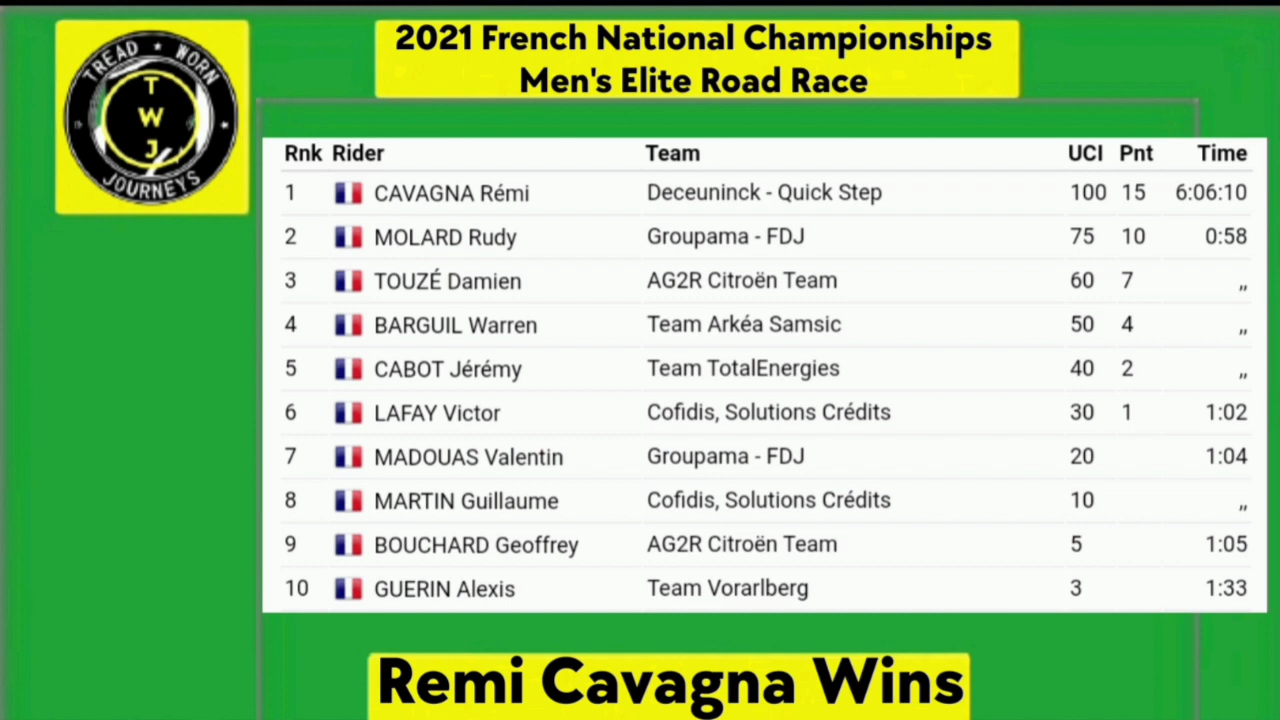 TREAD ★ WORN
T
W
J
JOURNEYS
2021 French National Championships
Men's Elite Road Race
Rnk Rider Team UCI Pnt Time
1 CAVAGNA Rémi Deceuninck - Quick Step 100 15 6:06:10
2 MOLARD Rudy Groupama - FDJ 75 10 0:58
3 TOUZÉ Damien AG2R Citroën Team 60 7 ,,
4 BARGUIL Warren Team Arkéa Samsic 50 4 ,,
5 CABOT Jérémy Team TotalEnergies 40 2 ,,
6 LAFAY Victor Cofidis, Solutions Crédits 30 1 1:02
7 MADOUAS Valentin Groupama - FDJ 20 1:04
8 MARTIN Guillaume Cofidis, Solutions Crédits 10 ,,
9 BOUCHARD Geoffrey AG2R Citroën Team 5 1:05
10 GUERIN Alexis Team Vorarlberg 3 1:33
Remi Cavagna Wins